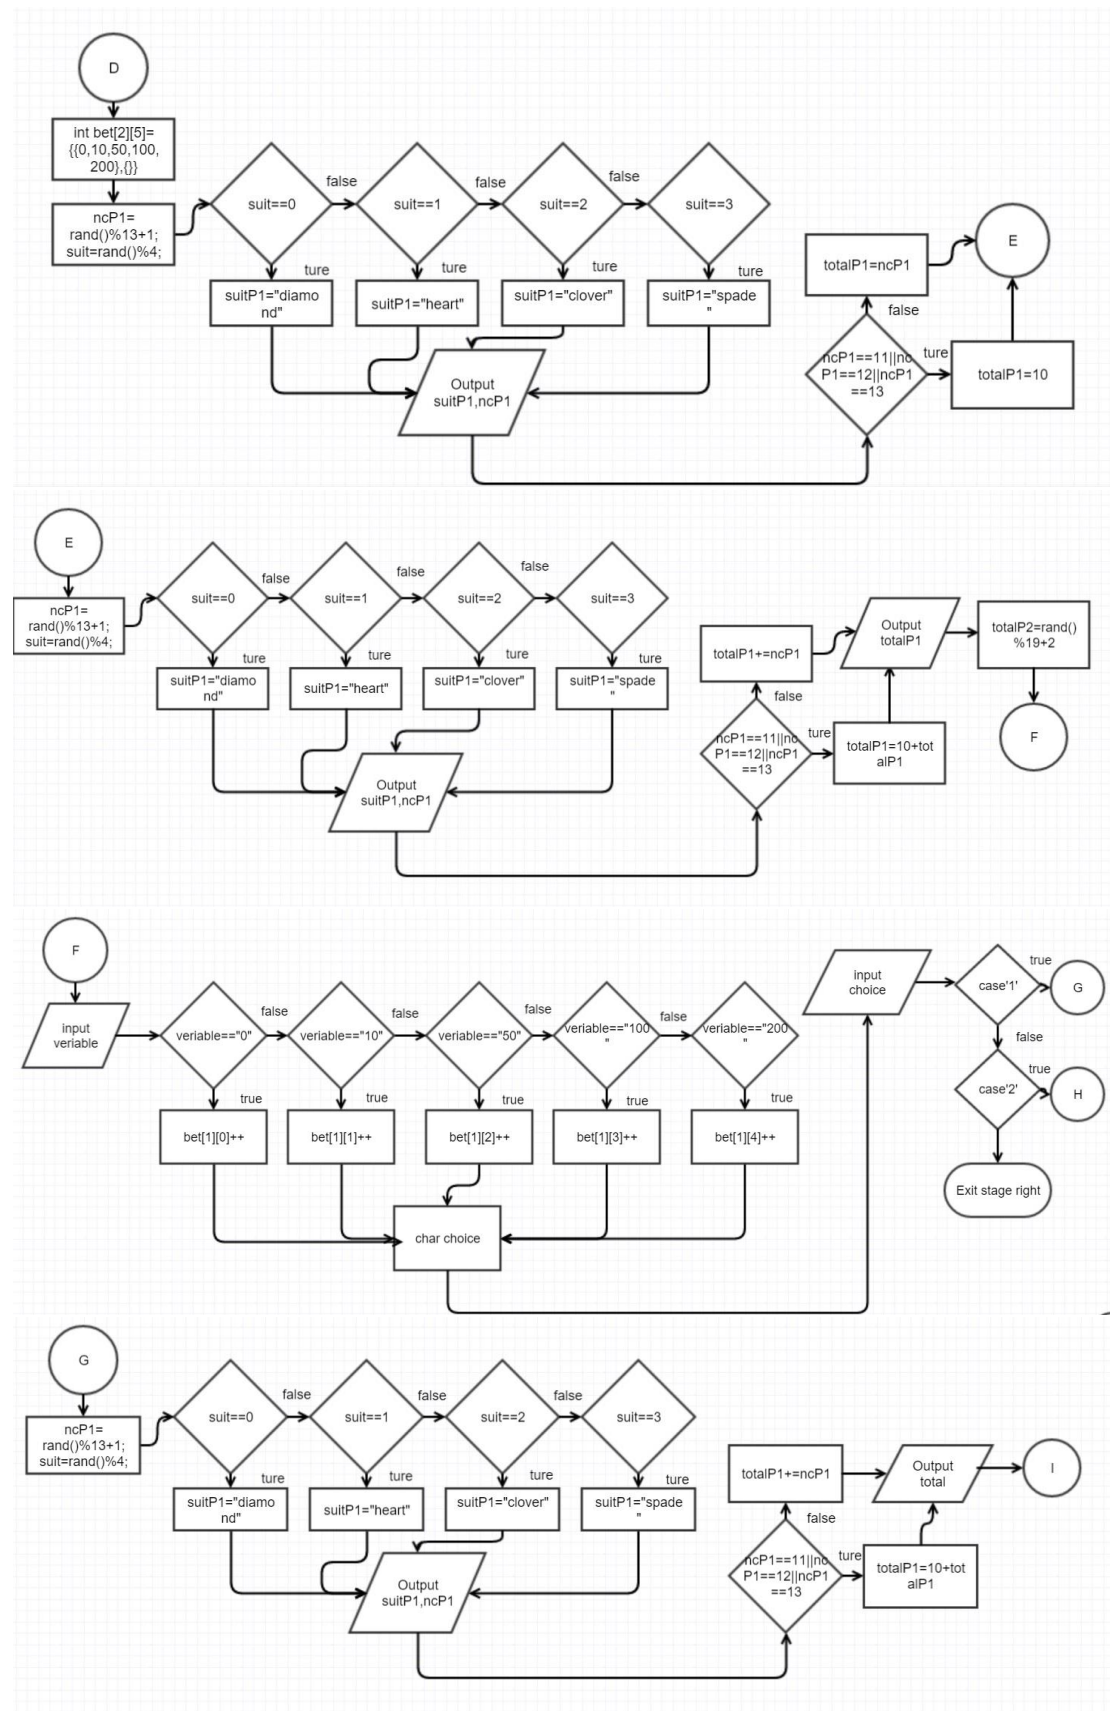 D
int bet[2][5]=
{{0,10,50,100,
200},{}}
ncP1=
rand()%13+1;
suit=rand()%4;
suit==0
false
suit==1
false
suit==2
false
suit==3
ture
ture
ture
ture
suitP1="diamo
nd"
suitP1="heart"
suitP1="clover"
suitP1="spade
"
Output
suitP1,ncP1
totalP1=ncP1
E
false
ncP1==11||nc
P1==12||ncP1
==13
ture
totalP1=10
E
ncP1=
rand()%13+1;
suit=rand()%4;
suit==0
false
suit==1
false
suit==2
false
suit==3
ture
ture
ture
ture
suitP1="diamo
nd"
suitP1="heart"
suitP1="clover"
suitP1="spade
"
Output
suitP1,ncP1
totalP1+=ncP1
Output
totalP1
totalP2=rand()
%19+2
false
ncP1==11||nc
P1==12||ncP1
==13
ture
totalP1=10+tot
alP1
F
F
input
veriable
veriable=="0"
false
veriable=="10"
false
veriable=="50"
false
veriable=="100
"
false
veriable=="200
"
true
true
true
true
true
bet[1][0]++
bet[1][1]++
bet[1][2]++
bet[1][3]++
bet[1][4]++
char choice
input
choice
case'1'
true
G
false
case'2'
true
H
Exit stage right
G
ncP1=
rand()%13+1;
suit=rand()%4;
suit==0
false
suit==1
false
suit==2
false
suit==3
ture
ture
ture
ture
suitP1="diamo
nd"
suitP1="heart"
suitP1="clover"
suitP1="spade
"
Output
suitP1,ncP1
totalP1+=ncP1
Output
total
I
false
ncP1==11||nc
P1==12||ncP1
==13
ture
totalP1=10+tot
alP1